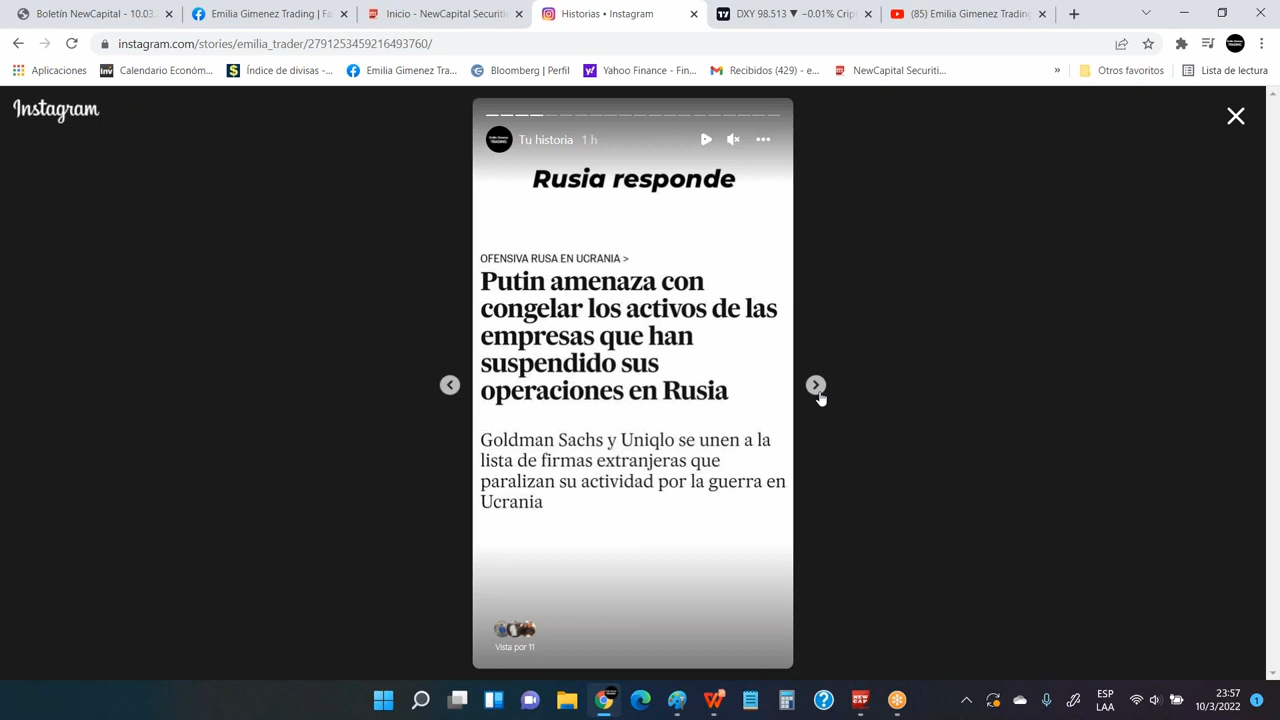 Boletín - NewCapital - 10.03.
Emilia Gimenez Trading | Fa
Inicio - NewCapital Securiti
Historias • Instagram
DXY 98.513 ▼ −0.01% Crip
(85) Emilia Gimenez Trading
instagram.com/stories/emilia_trader/2791253459216493760/
Aplicaciones
Calendario Económ...
Índice de divisas -...
Emilia Gimenez Tra...
Bloomberg | Perfil
Yahoo Finance - Fin...
Recibidos (429) - e...
NewCapital Securiti...
»
Otros favoritos
Lista de lectura
Instagram
Tu historia 1 h
Rusia responde
OFENSIVA RUSA EN UCRANIA >
Putin amenaza con
congelar los activos de las
empresas que han
suspendido sus
operaciones en Rusia
Goldman Sachs y Uniqlo se unen a la
lista de firmas extranjeras que
paralizan su actividad por la guerra en
Ucrania
Vista por 11
ESP
LAA
23:57
10/3/2022
1